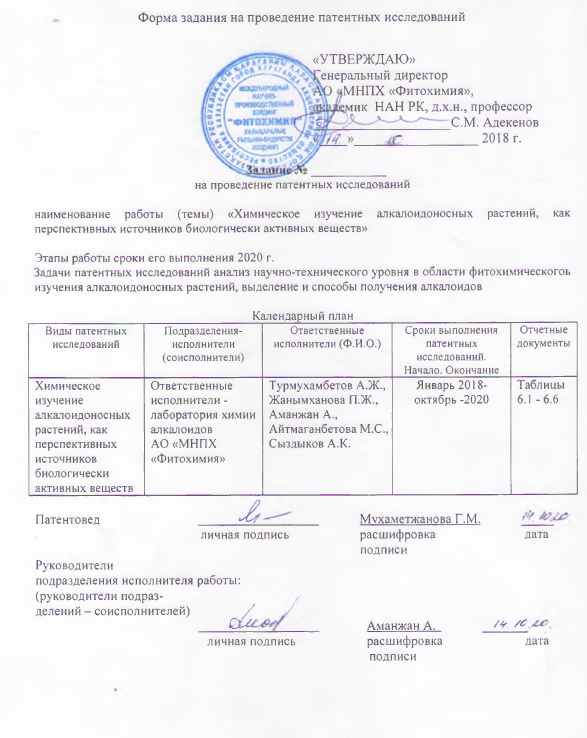 Форма задания на проведение патентных исследований
«УТВЕРЖДАЮ»
Генеральный директор
АО «МНПХ «Фитохимия»,
академик НАН РК, д.х.н., профессор
С.М. Адекенов
« » 2018 г.
МЕЖДУНАРОДНЫЙ
НАУЧНО-
ПРОИЗВОДСТВЕННЫЙ
ХОЛДИНГ
"ФИТОХИМИЯ"
Задание №
на проведение патентных исследований
наименование работы (темы) «Химическое изучение алкалоидоносных растений, как
перспективных источников биологически активных веществ»
Этапы работы сроки его выполнения 2020 г.
Задачи патентных исследований анализ научно-технического уровня в области фитохимическогоь
изучения алкалоидоносных растений, выделение и способы получения алкалоидов
Календарный план
Виды патентных
исследований
Подразделения-
исполнители
(соисполнители)
Ответственные
исполнители (Ф.И.О.)
Сроки выполнения
патентных
исследований.
Начало. Окончание
Отчетные
документы
Химическое
изучение
алкалоидоносных
растений, как
перспективных
источников
биологически
активных веществ
Ответственные
исполнители -
лаборатория химии
алкалоидов
АО «МНПХ
«Фитохимия»
Турмухамбетов А.Ж.,
Жанымханова П.Ж.,
Аманжан А.,
Айтмаганбетова М.С.,
Сыздыков А.К.
Январь 2018-
октябрь -2020
Таблицы
6.1 - 6.6
Патентовед Мухаметжанова Г.М. 14.10.20.
личная подпись расшифровка дата
подписи
Руководители
подразделения исполнителя работы:
(руководители подраз-
делений – соисполнителей)
Аманжан А. 14.10.20.
личная подпись расшифровка дата
подписи